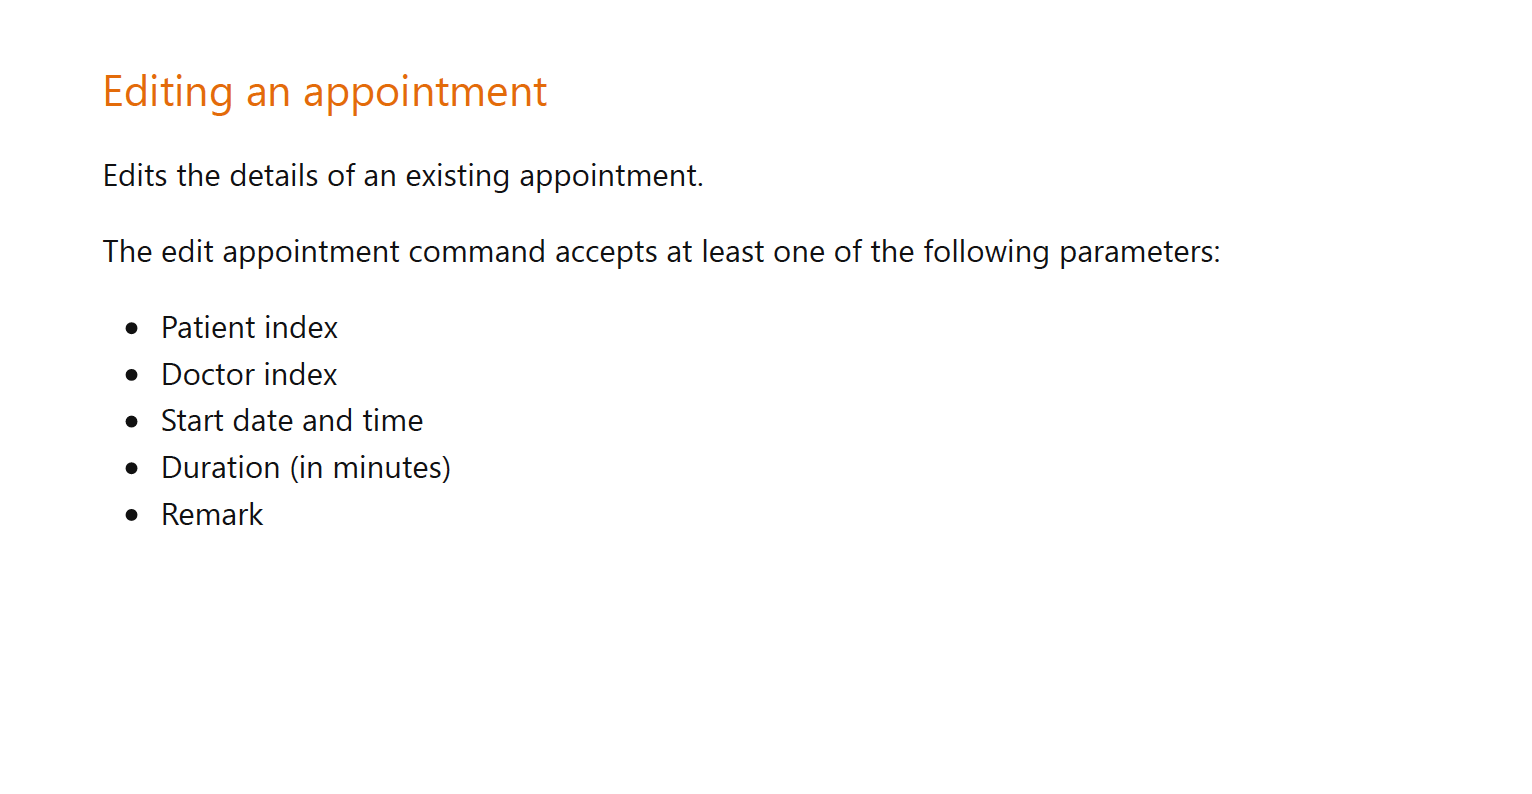 Editing an appointment
Edits the details of an existing appointment.
The edit appointment command accepts at least one of the following parameters:
• Patient index
• Doctor index
• Start date and time
• Duration (in minutes)
• Remark